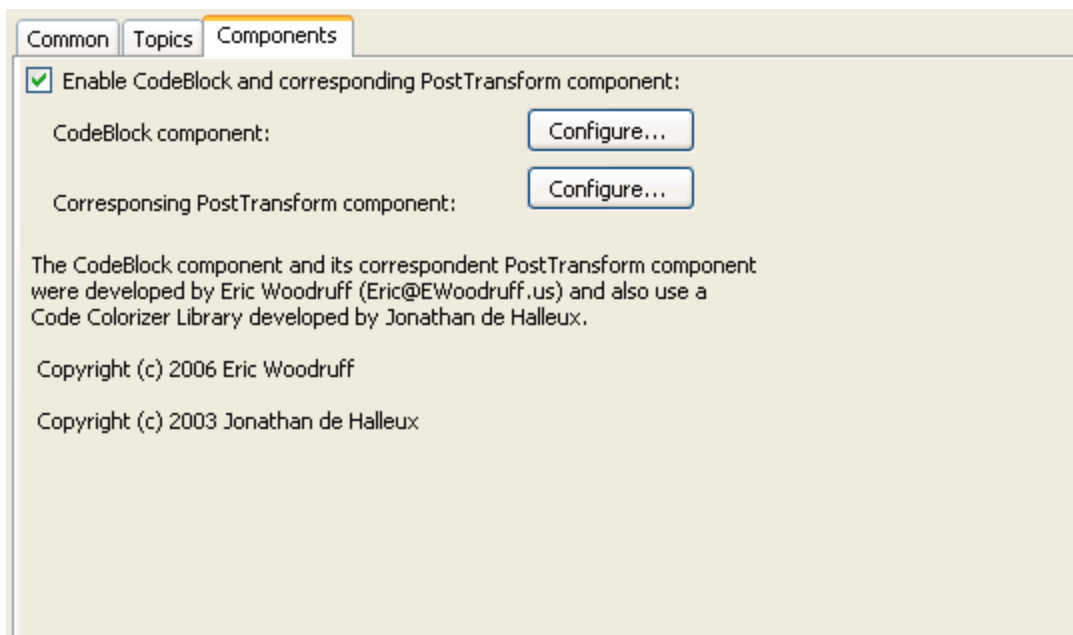 Common Topics Components
Enable CodeBlock and corresponding PostTransform component:
CodeBlock component: Configure...
Corresponsing PostTransform component: Configure...
The CodeBlock component and its correspondent PostTransform component
were developed by Eric Woodruff (Eric@EWoodruff.us) and also use a
Code Colorizer Library developed by Jonathan de Halleux.
Copyright (c) 2006 Eric Woodruff
Copyright (c) 2003 Jonathan de Halleux